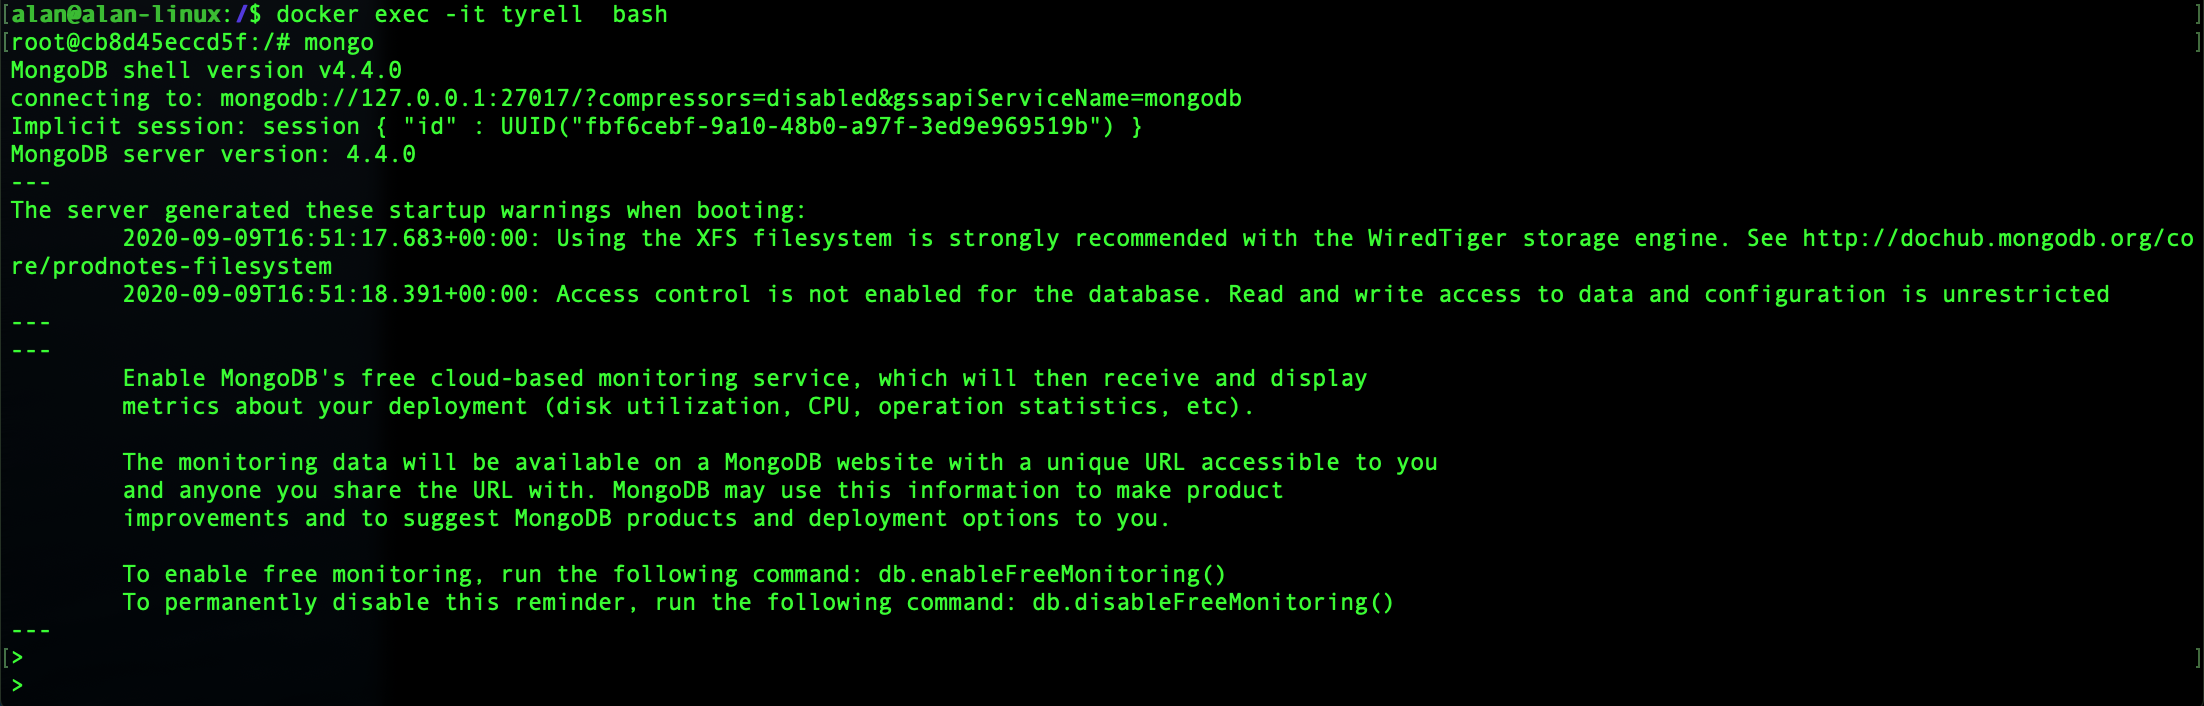 [alan@alan-linux:/$ docker exec -it tyrell  bash ]
[root@cb8d45eccd5f:/# mongo ]
MongoDB shell version v4.4.0
connecting to: mongodb://127.0.0.1:27017/?compressors=disabled&gssapiServiceName=mongodb
Implicit session: session { "id" : UUID("fbf6cebf-9a10-48b0-a97f-3ed9e969519b") }
MongoDB server version: 4.4.0
---
The server generated these startup warnings when booting:
        2020-09-09T16:51:17.683+00:00: Using the XFS filesystem is strongly recommended with the WiredTiger storage engine. See http://dochub.mongodb.org/co
re/prodnotes-filesystem
        2020-09-09T16:51:18.391+00:00: Access control is not enabled for the database. Read and write access to data and configuration is unrestricted
---
---
        Enable MongoDB's free cloud-based monitoring service, which will then receive and display
        metrics about your deployment (disk utilization, CPU, operation statistics, etc).

        The monitoring data will be available on a MongoDB website with a unique URL accessible to you
        and anyone you share the URL with. MongoDB may use this information to make product
        improvements and to suggest MongoDB products and deployment options to you.

        To enable free monitoring, run the following command: db.enableFreeMonitoring()
        To permanently disable this reminder, run the following command: db.disableFreeMonitoring()
---
[> ]
>